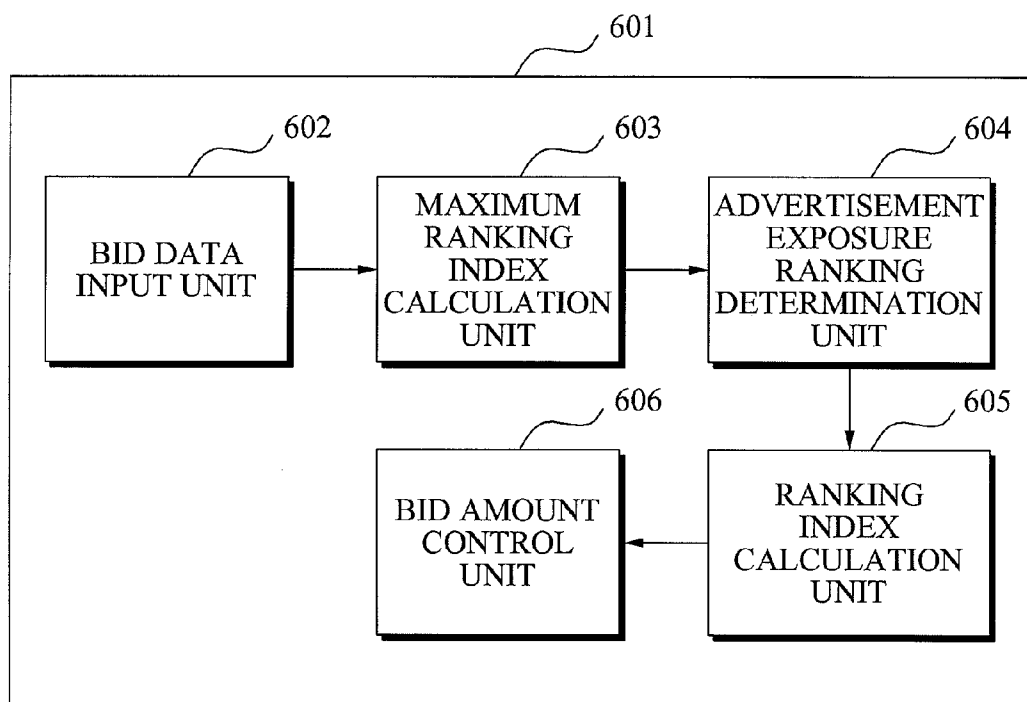 601
602
BID DATA
INPUT UNIT
603
MAXIMUM
RANKING
INDEX
CALCULATION
UNIT
604
ADVERTISEMENT
EXPOSURE
RANKING
DETERMINATION
UNIT
606
BID AMOUNT
CONTROL
UNIT
605
RANKING
INDEX
CALCULATION
UNIT